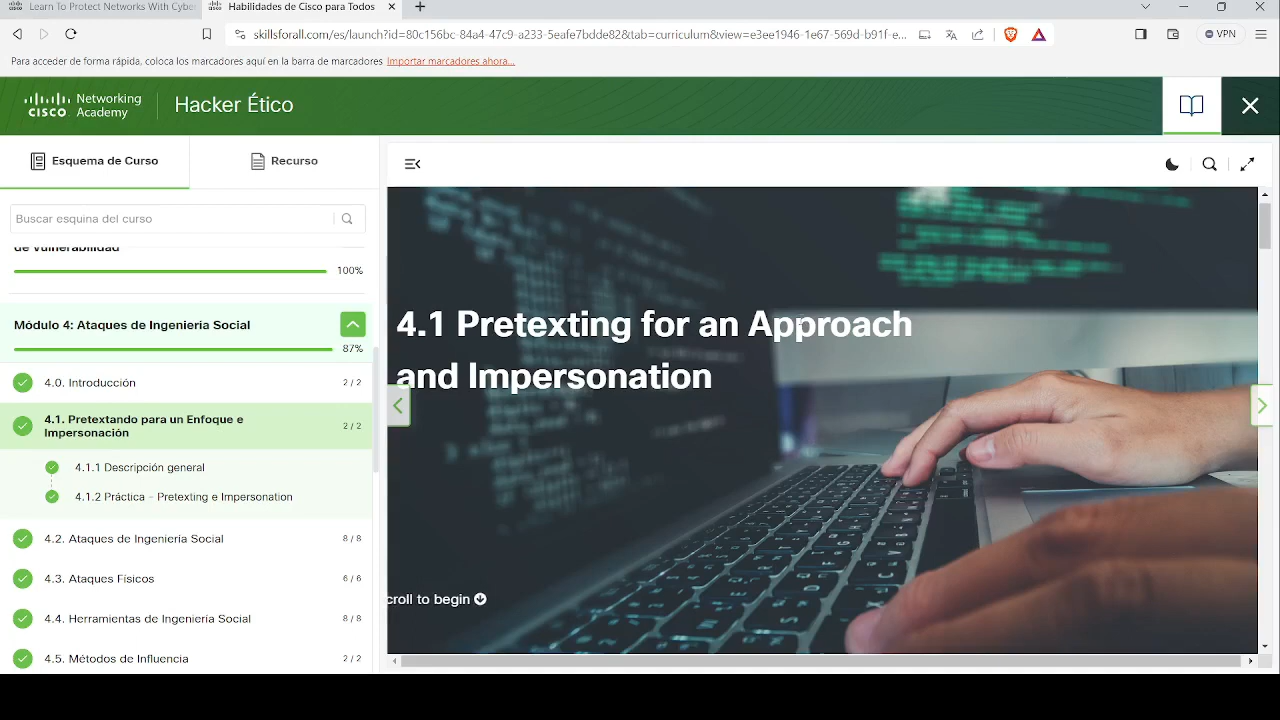 Learn To Protect Networks With Cyber
Habilidades de Cisco para Todos
skillsforall.com/es/launch?id=80c156bc-84a4-47c9-a233-5eafe7bdde82&tab=curriculum&view=e3ee1946-1e67-569d-b91f-e...
VPN
Para acceder de forma rápida, coloca los marcadores aquí en la barra de marcadores Importar marcadores ahora...
CISCO Networking Academy
Hacker Ético
Esquema de Curso
Recurso
Buscar esquina del curso
de Vulnerabilidad
100%
Módulo 4: Ataques de Ingeniería Social
87%
4.0. Introducción 2 / 2
4.1. Pretextando para un Enfoque e
Impersonación 2 / 2
4.1.1 Descripción general
4.1.2 Práctica - Pretexting e Impersonation
4.2. Ataques de Ingeniería Social 8 / 8
4.3. Ataques Físicos 6 / 6
4.4. Herramientas de Ingeniería Social 8 / 8
4.5. Métodos de Influencia 2 / 2
4.1 Pretexting for an Approach
and Impersonation
croll to begin